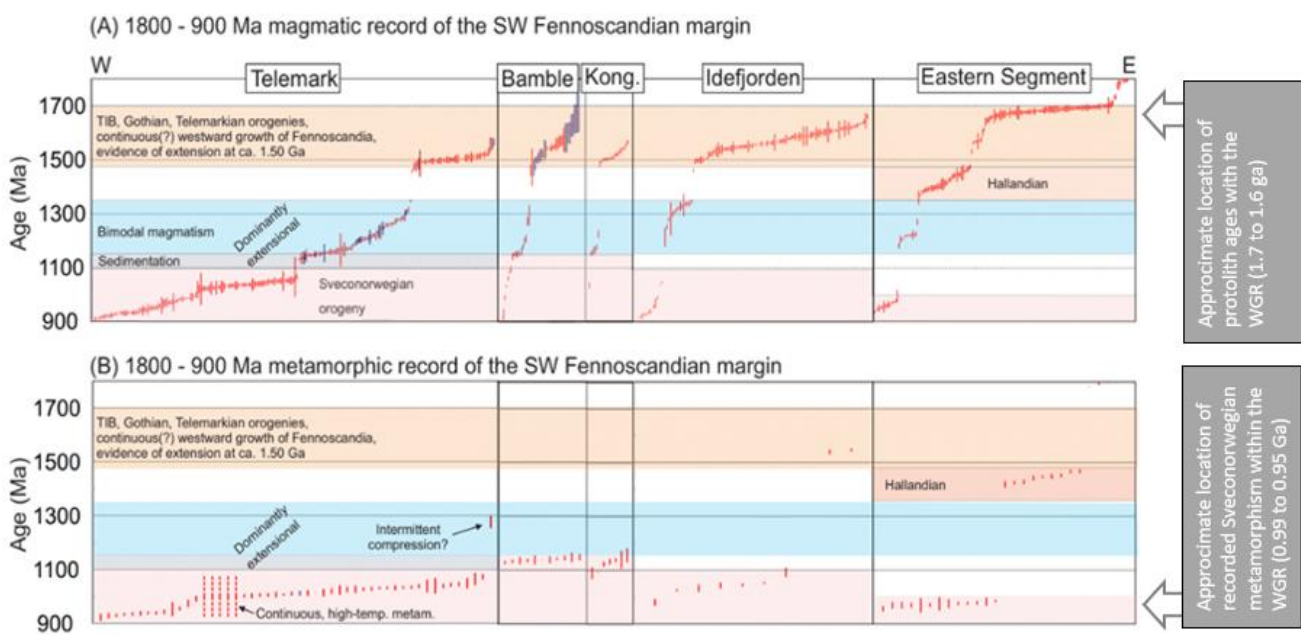 (A) 1800 - 900 Ma magmatic record of the SW Fennoscandian margin
W
E
Telemark
Bamble
Kong.
Idefjorden
Eastern Segment
Age (Ma)
1700
1500
1300
1100
900
TIB, Gothian, Telemarkian orogenies,
continuous(?) westward growth of Fennoscandia,
evidence of extension at ca. 1.50 Ga
Hallandian
Bimodal magmatism
Dominantly
extensional
Sedimentation
Sveconorwegian
orogeny
Approcimate location of
protolith ages with the
WGR (1.7 to 1.6 ga)
(B) 1800 - 900 Ma metamorphic record of the SW Fennoscandian margin
Age (Ma)
1700
1500
1300
1100
900
TIB, Gothian, Telemarkian orogenies,
continuous(?) westward growth of Fennoscandia,
evidence of extension at ca. 1.50 Ga
Hallandian
Dominantly
extensional
Intermittent
compression?
Continuous, high-temp. metam.
Approcimate location of
recorded Sveconorwegian
metamorphism within the
WGR (0.99 to 0.95 Ga)